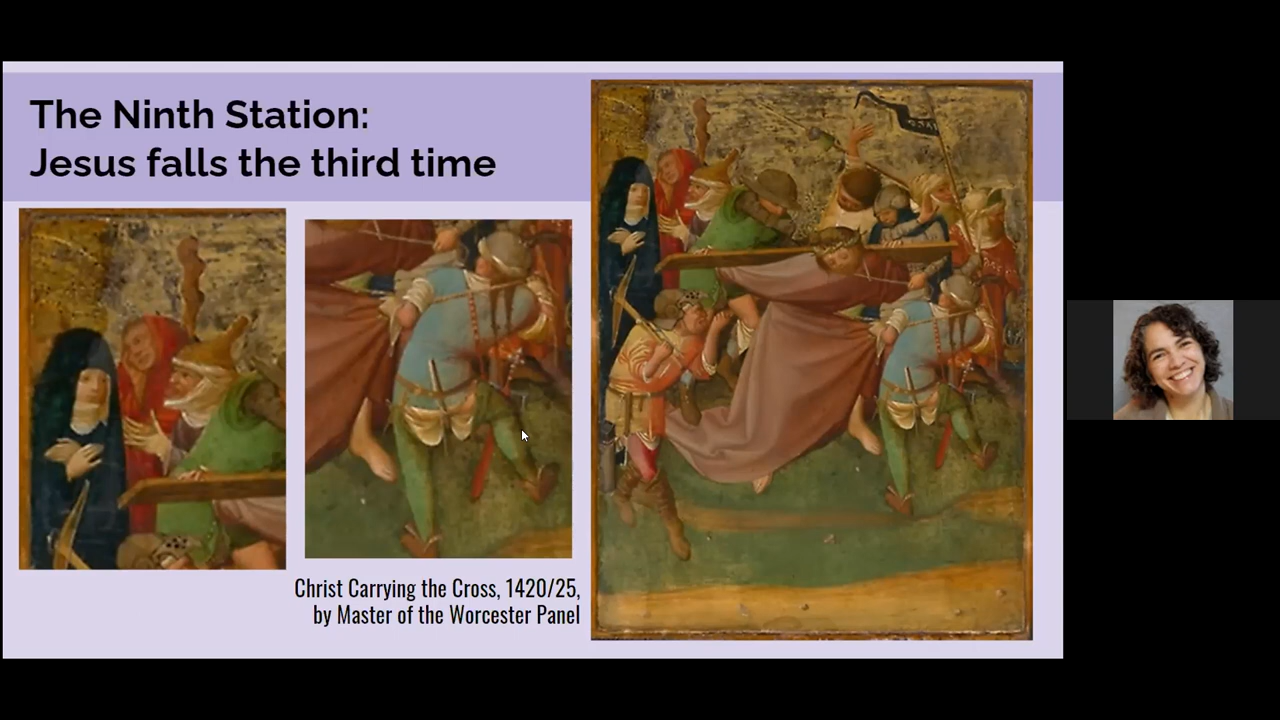 The Ninth Station:
Jesus falls the third time
Christ Carrying the Cross, 1420/25,
by Master of the Worcester Panel